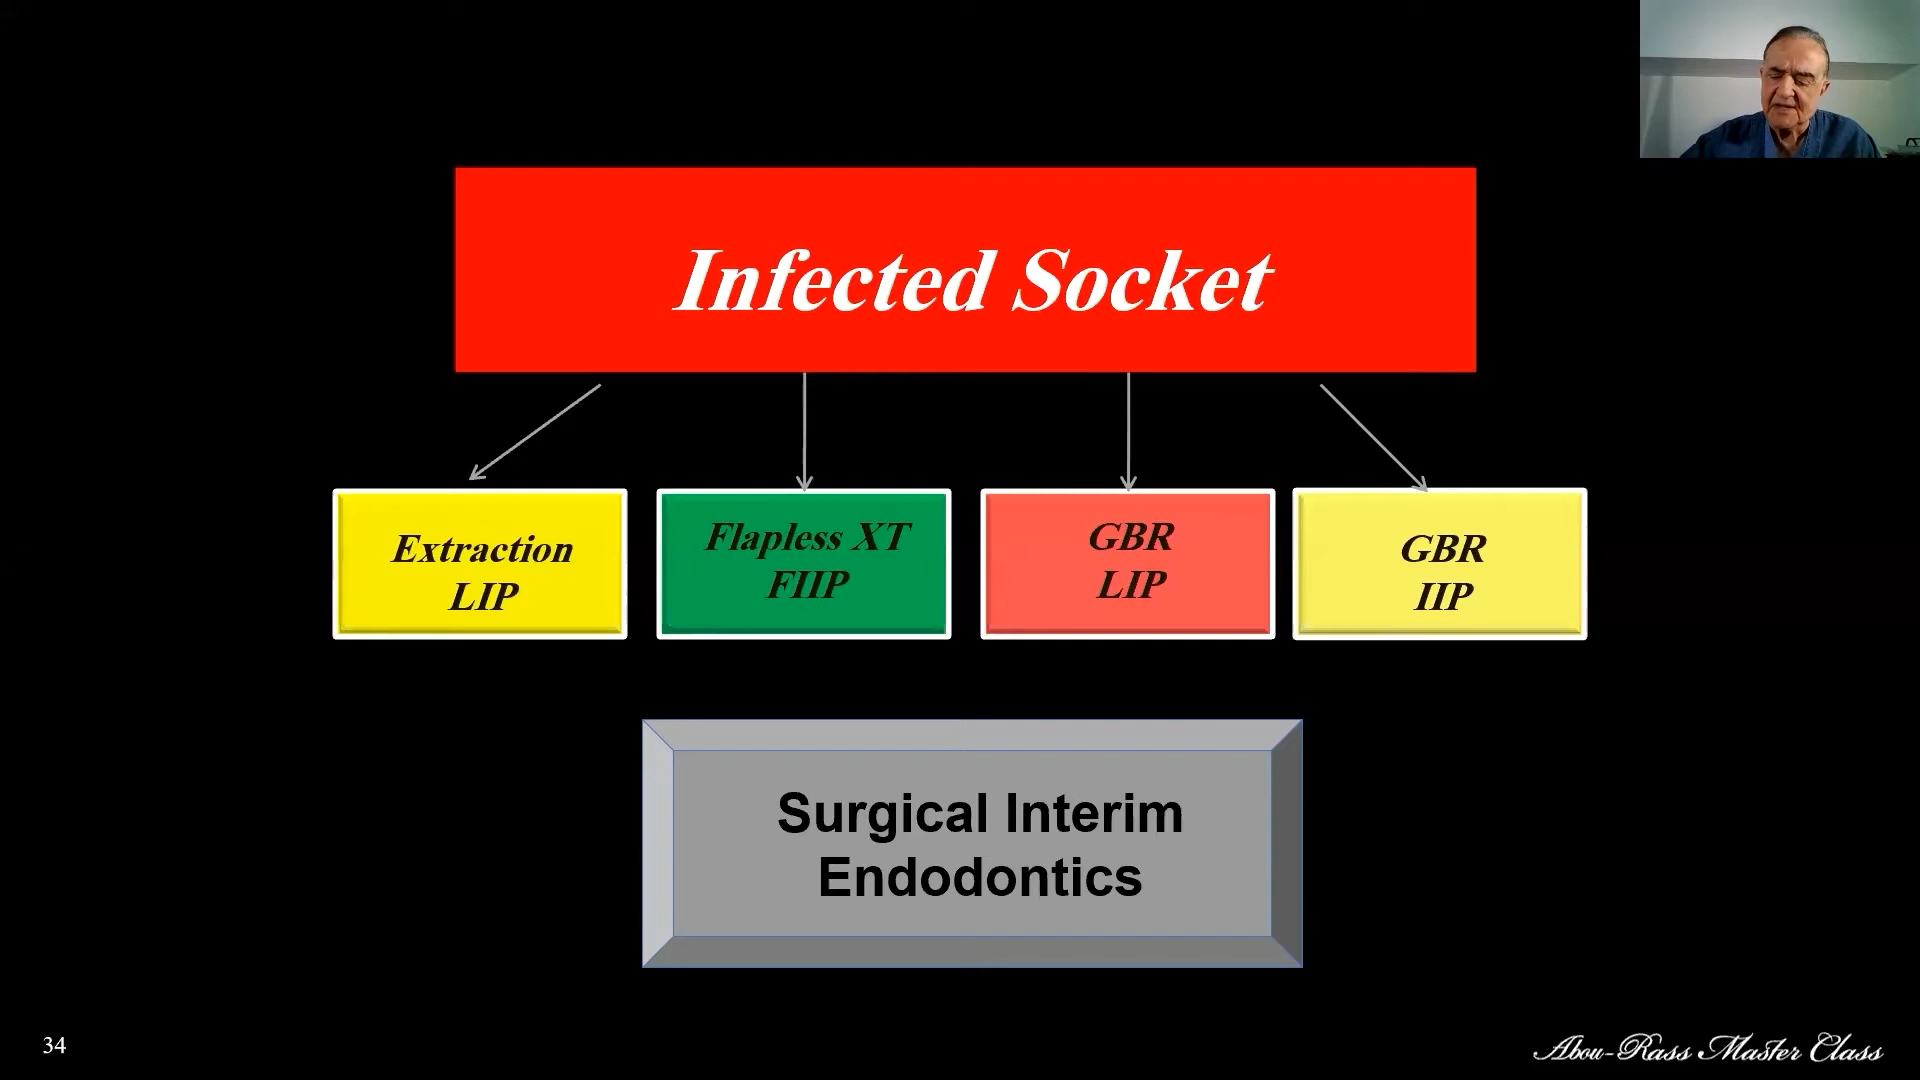 Infected Socket
Extraction
LIP
Flapless XT
FIIP
GBR
LIP
GBR
IIP
Surgical Interim
Endodontics
34
Abou-Rass Master Class